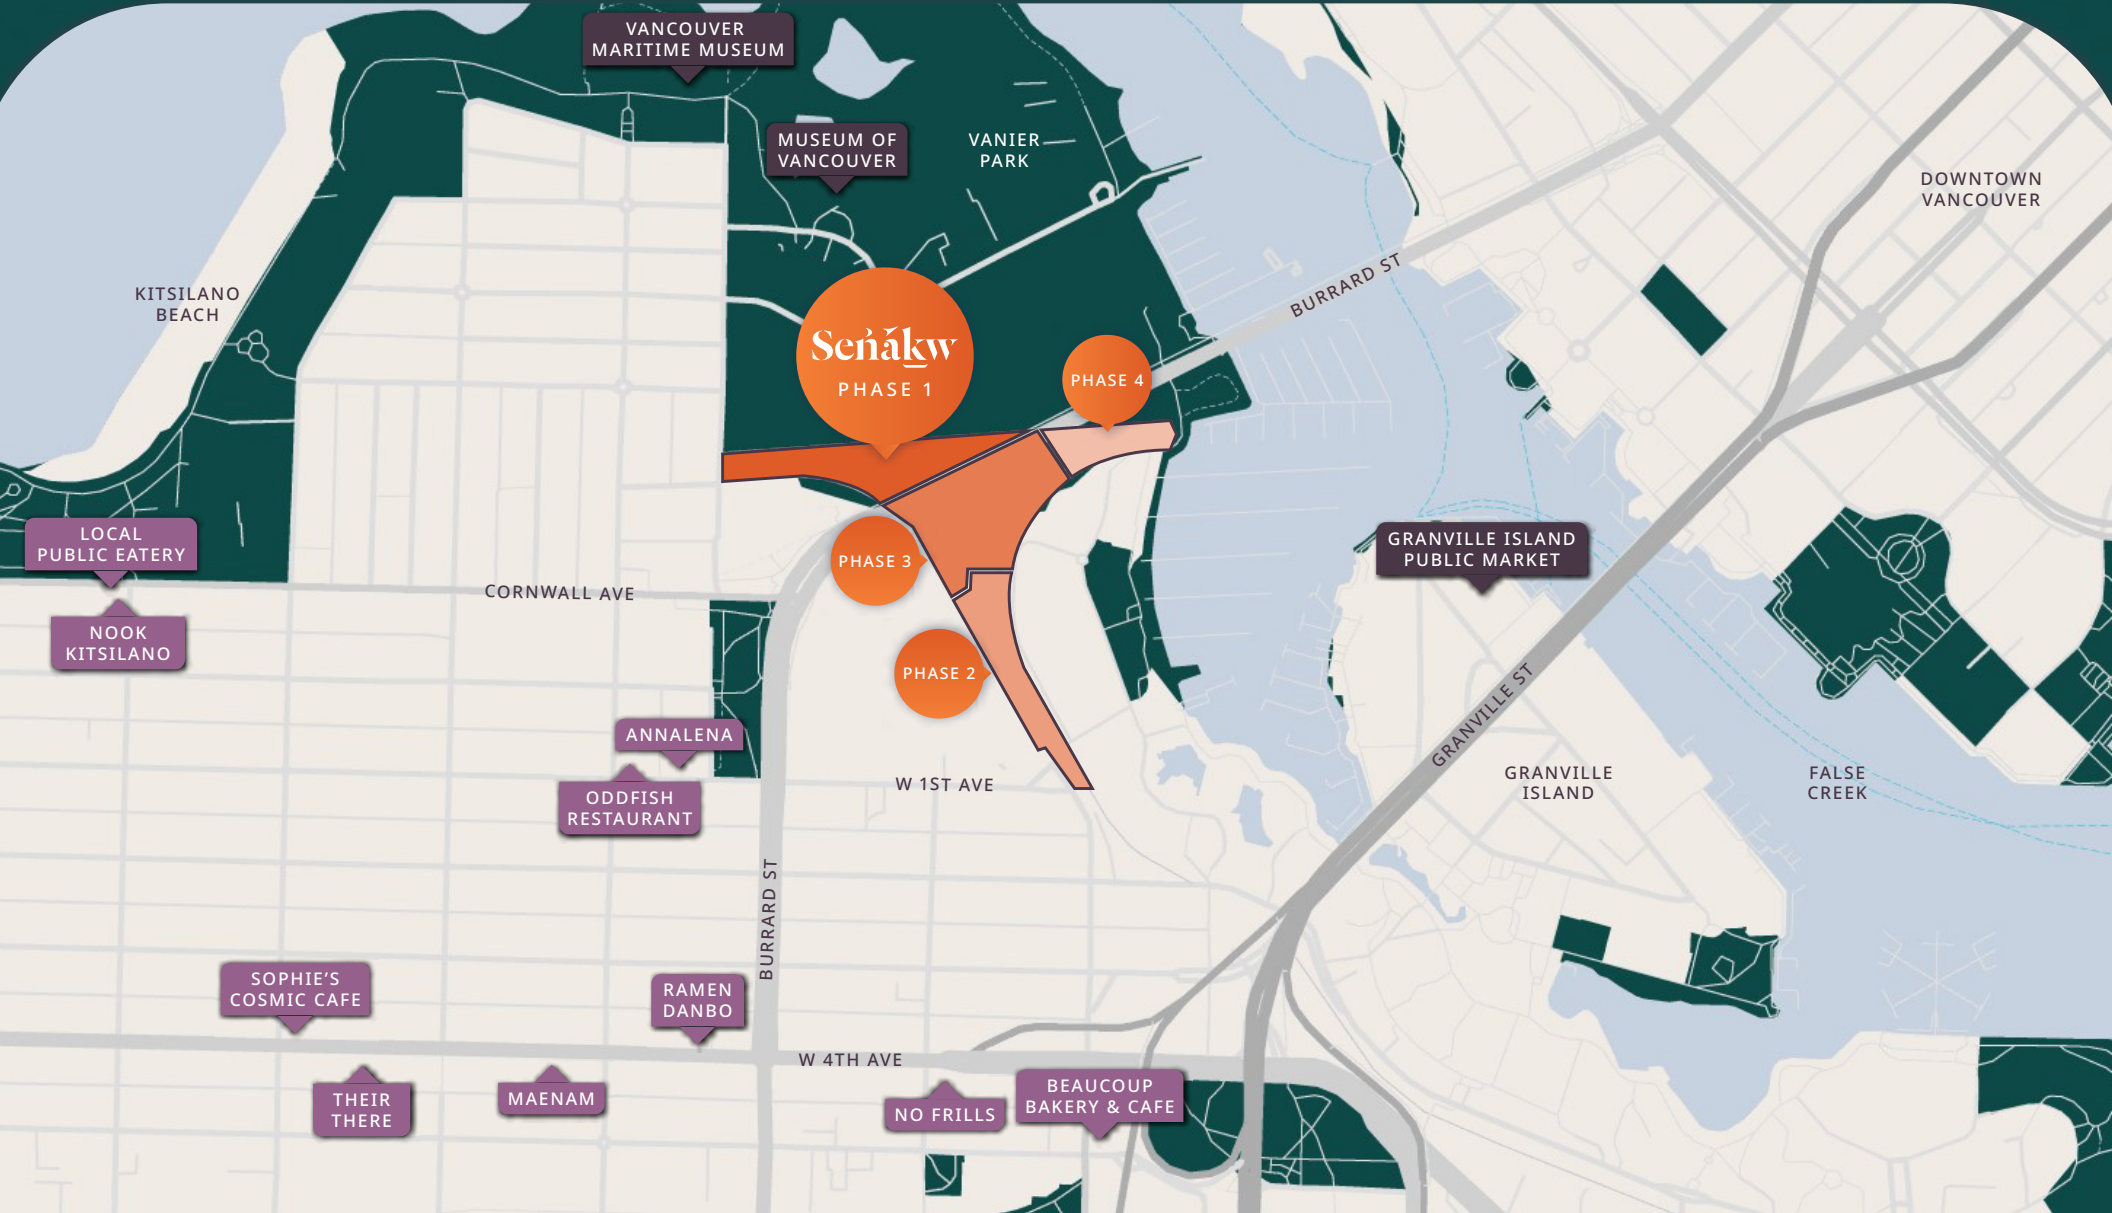 VANCOUVER
MARITIME MUSEUM
MUSEUM OF
VANCOUVER
VANIER
PARK
DOWNTOWN
VANCOUVER
KITSILANO
BEACH
BURRARD ST
Sen̓áḵw
PHASE 1
PHASE 4
LOCAL
PUBLIC EATERY
GRANVILLE ISLAND
PUBLIC MARKET
PHASE 3
CORNWALL AVE
NOOK
KITSILANO
PHASE 2
GRANVILLE ST
ANNALENA
W 1ST AVE
GRANVILLE
ISLAND
FALSE
CREEK
ODDFISH
RESTAURANT
BURRARD ST
SOPHIE’S
COSMIC CAFE
RAMEN
DANBO
W 4TH AVE
THEIR
THERE
MAENAM
NO FRILLS
BEAUCOUP
BAKERY & CAFE